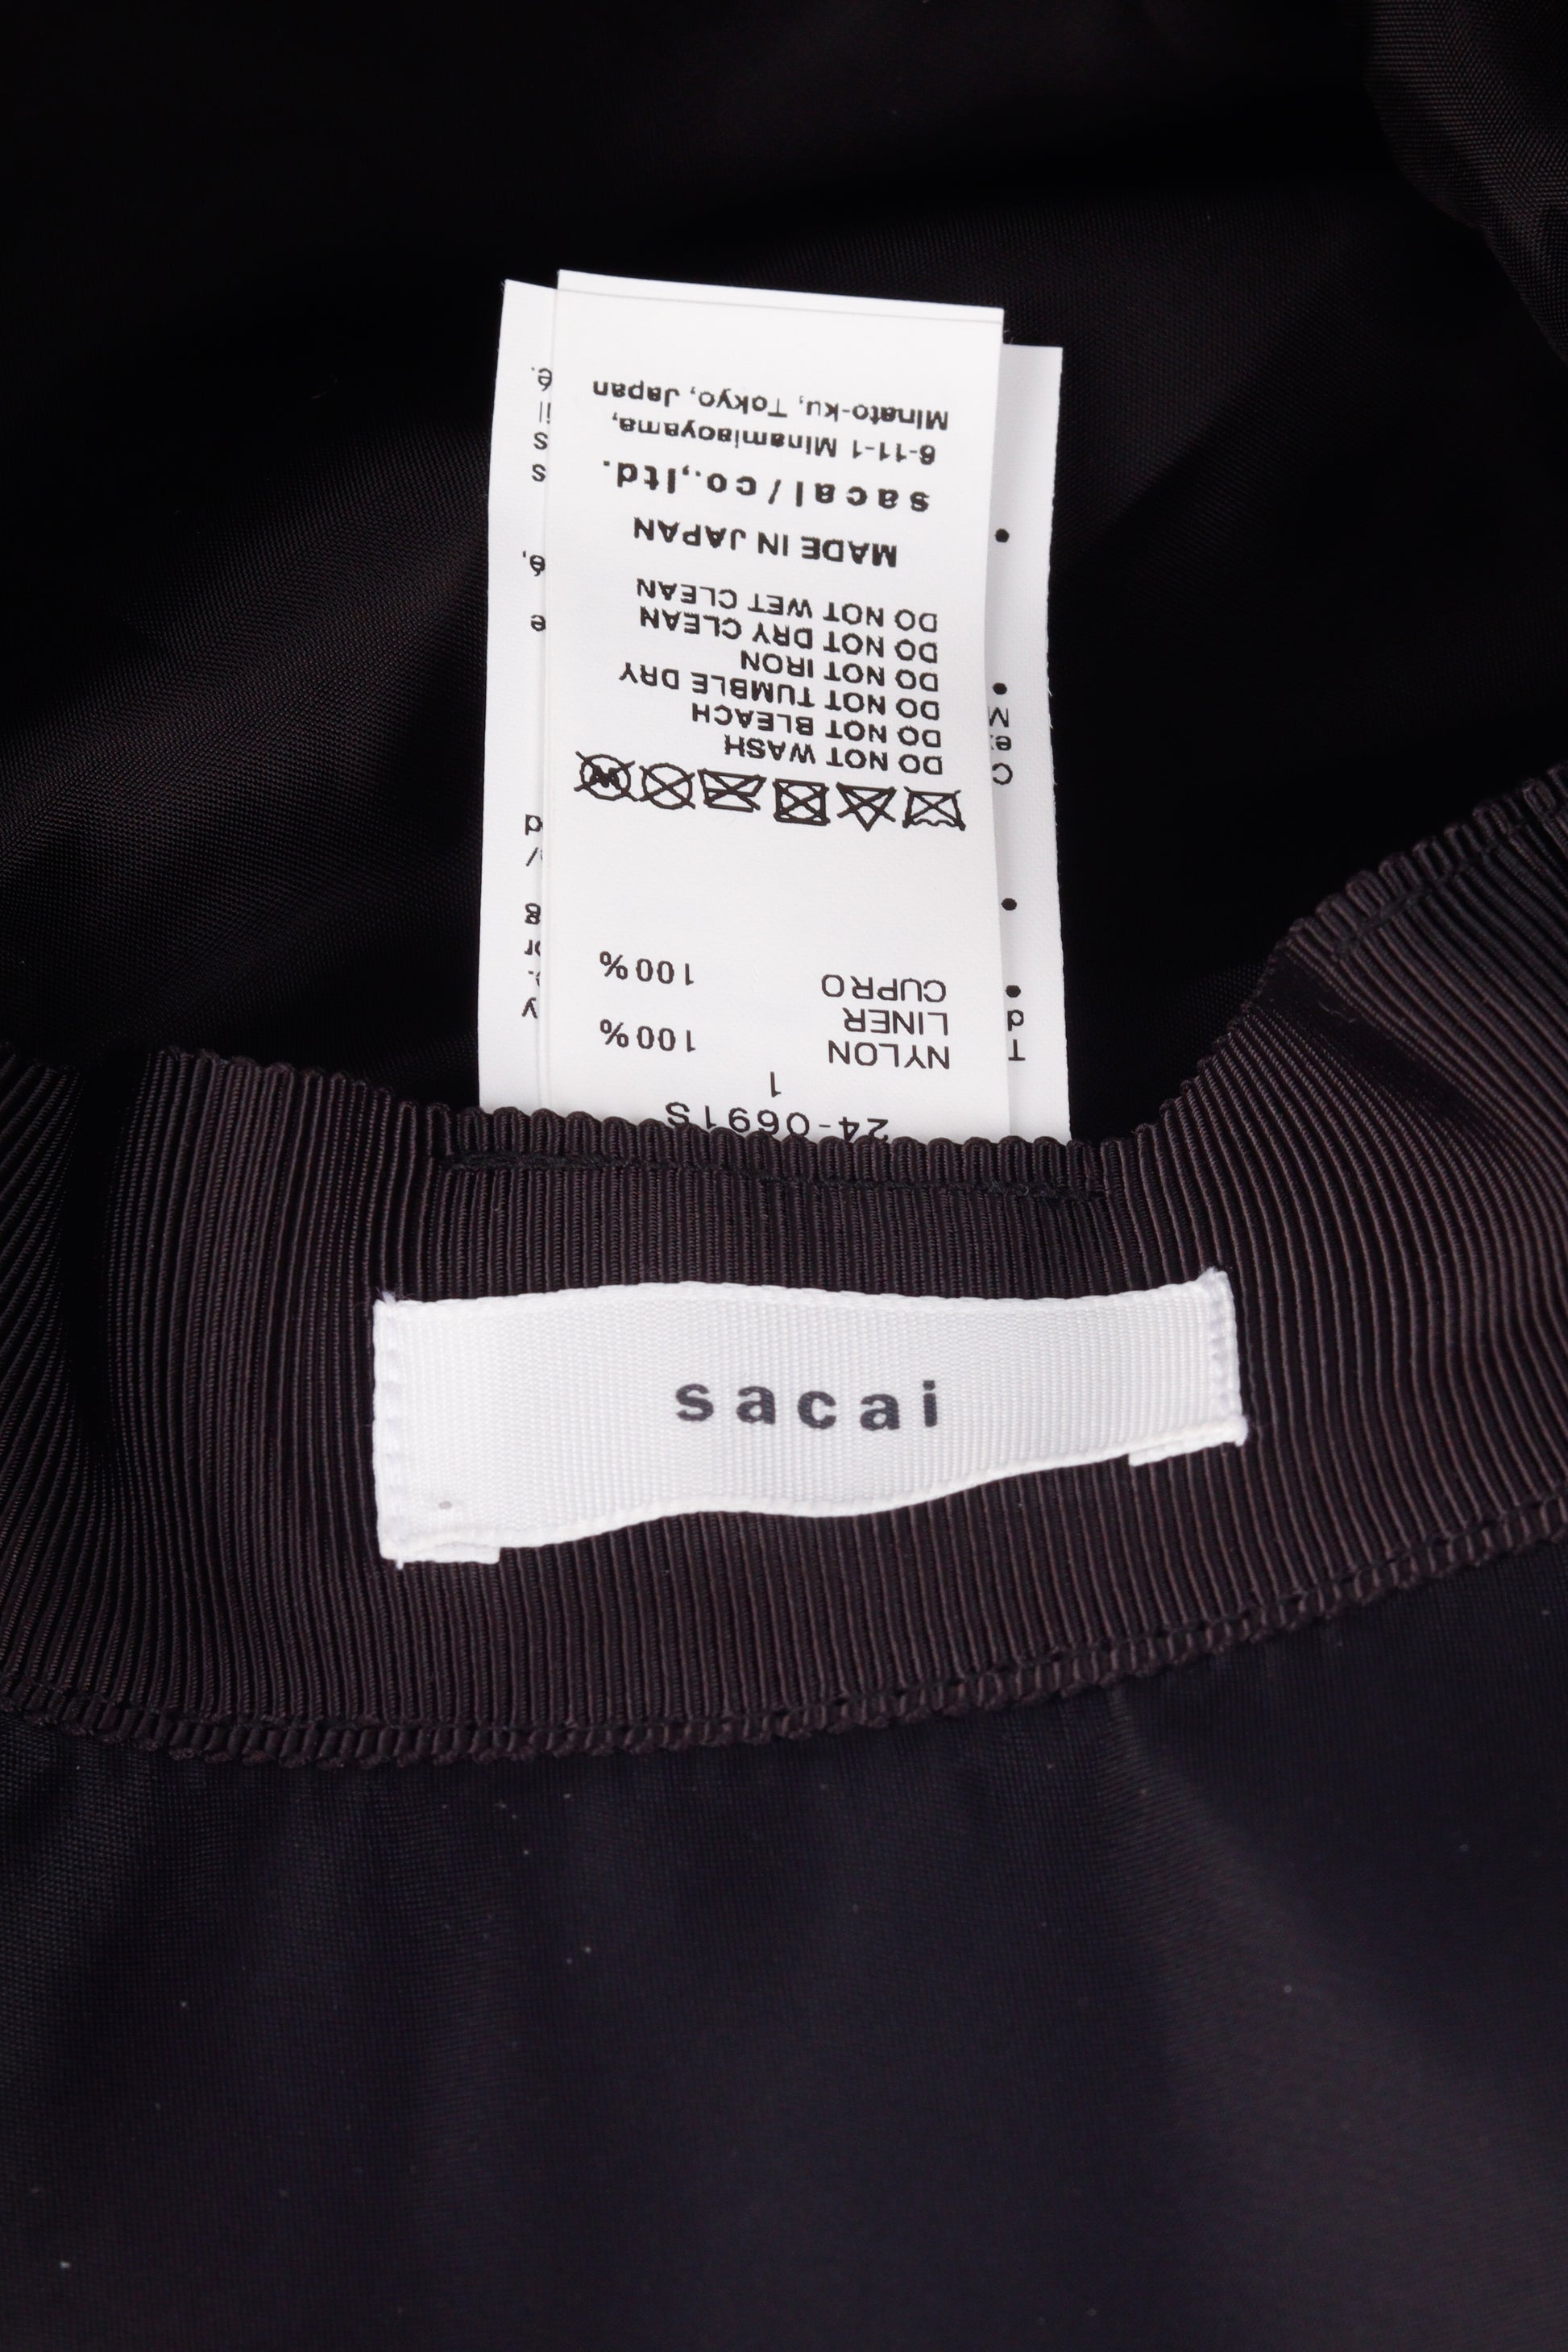 24-0691S
1
NYLON 100%
LINER
CUPRO 100%
DO NOT WASH
DO NOT BLEACH
DO NOT TUMBLE DRY
DO NOT IRON
DO NOT DRY CLEAN
DO NOT WET CLEAN
MADE IN JAPAN
sacai/co.,ltd.
6-11-1 Minamiaoyama,
Minato-ku, Tokyo, Japan
sacai